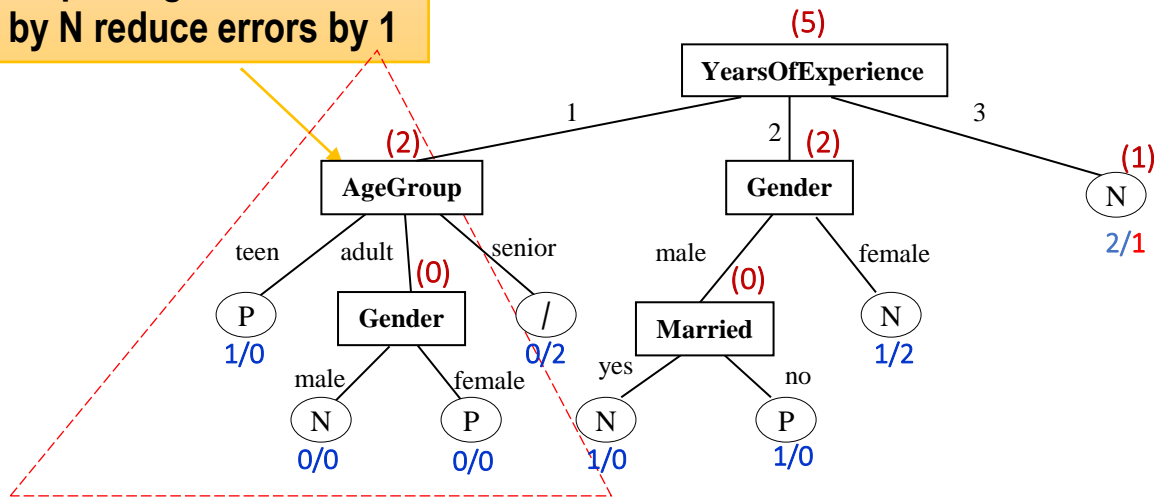 by N reduce errors by 1
(5)
YearsOfExperience
1
2
3
(2)
(2)
(1)
AgeGroup
Gender
N
2/1
teen
adult
senior
male
female
(0)
(0)
P
Gender
/
Married
N
1/0
0/2
1/2
male
female
yes
no
N
P
N
P
0/0
0/0
1/0
1/0